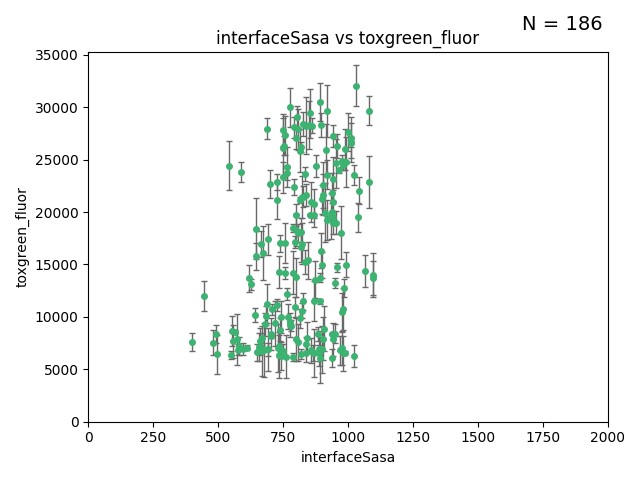 N = 186
interfaceSasa vs toxgreen_fluor
35000
30000
25000
20000
15000
10000
5000
0
toxgreen_fluor
0 250 500 750 1000 1250 1500 1750 2000
interfaceSasa